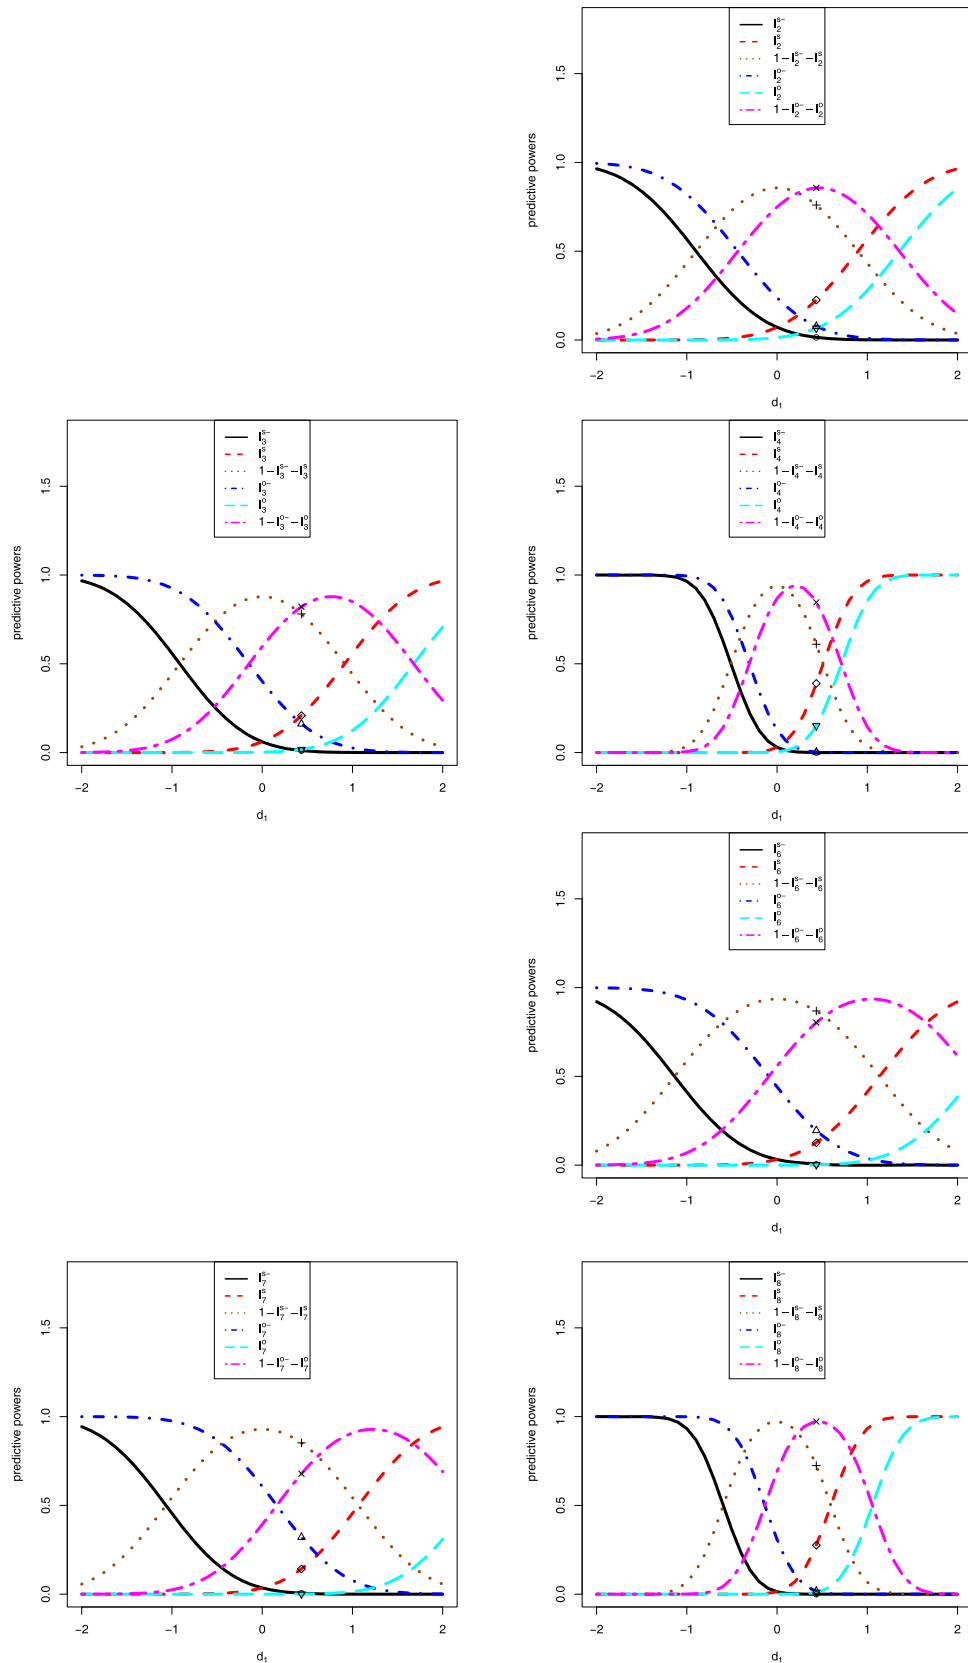 I₂ˢ⁻
I₂ˢ
1 − I₂ˢ⁻ − I₂ˢ
I₂ᵒ⁻
I₂ᵒ
1 − I₂ᵒ⁻ − I₂ᵒ
predictive powers
1.5
1.0
0.5
0.0
−2 −1 0 1 2
d₁
I₃ˢ⁻
I₃ˢ
1 − I₃ˢ⁻ − I₃ˢ
I₃ᵒ⁻
I₃ᵒ
1 − I₃ᵒ⁻ − I₃ᵒ
predictive powers
1.5
1.0
0.5
0.0
−2 −1 0 1 2
d₁
I₄ˢ⁻
I₄ˢ
1 − I₄ˢ⁻ − I₄ˢ
I₄ᵒ⁻
I₄ᵒ
1 − I₄ᵒ⁻ − I₄ᵒ
predictive powers
1.5
1.0
0.5
0.0
−2 −1 0 1 2
d₁
I₆ˢ⁻
I₆ˢ
1 − I₆ˢ⁻ − I₆ˢ
I₆ᵒ⁻
I₆ᵒ
1 − I₆ᵒ⁻ − I₆ᵒ
predictive powers
1.5
1.0
0.5
0.0
−2 −1 0 1 2
d₁
I₇ˢ⁻
I₇ˢ
1 − I₇ˢ⁻ − I₇ˢ
I₇ᵒ⁻
I₇ᵒ
1 − I₇ᵒ⁻ − I₇ᵒ
predictive powers
1.5
1.0
0.5
0.0
−2 −1 0 1 2
d₁
I₈ˢ⁻
I₈ˢ
1 − I₈ˢ⁻ − I₈ˢ
I₈ᵒ⁻
I₈ᵒ
1 − I₈ᵒ⁻ − I₈ᵒ
predictive powers
1.5
1.0
0.5
0.0
−2 −1 0 1 2
d₁